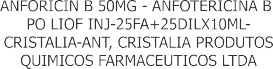 ANFORICIN B 50MG - ANFOTERICINA B
PO LIOF INJ-25FA+25DILX10ML-
CRISTALIA-ANT, CRISTALIA PRODUTOS
QUIMICOS FARMACEUTICOS LTDA